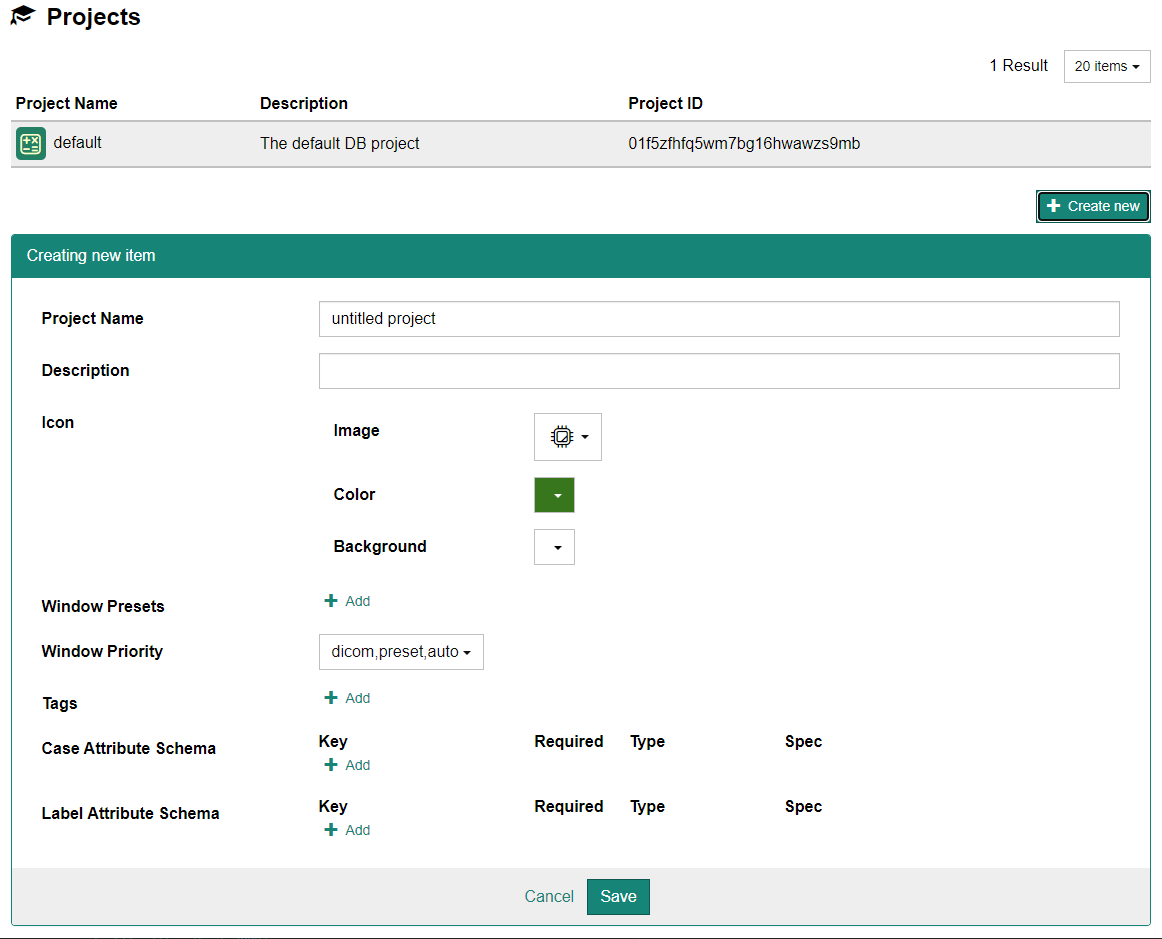 Projects
1 Result 20 items
Project Name Description Project ID
default The default DB project 01f5zfhfq5wm7bg16hwawzs9mb
Create new
Creating new item
Project Name untitled project
Description
Icon Image
Color
Background
Window Presets Add
Window Priority dicom,preset,auto
Tags Add
Case Attribute Schema Key Required Type Spec
Add
Label Attribute Schema Key Required Type Spec
Add
Cancel Save